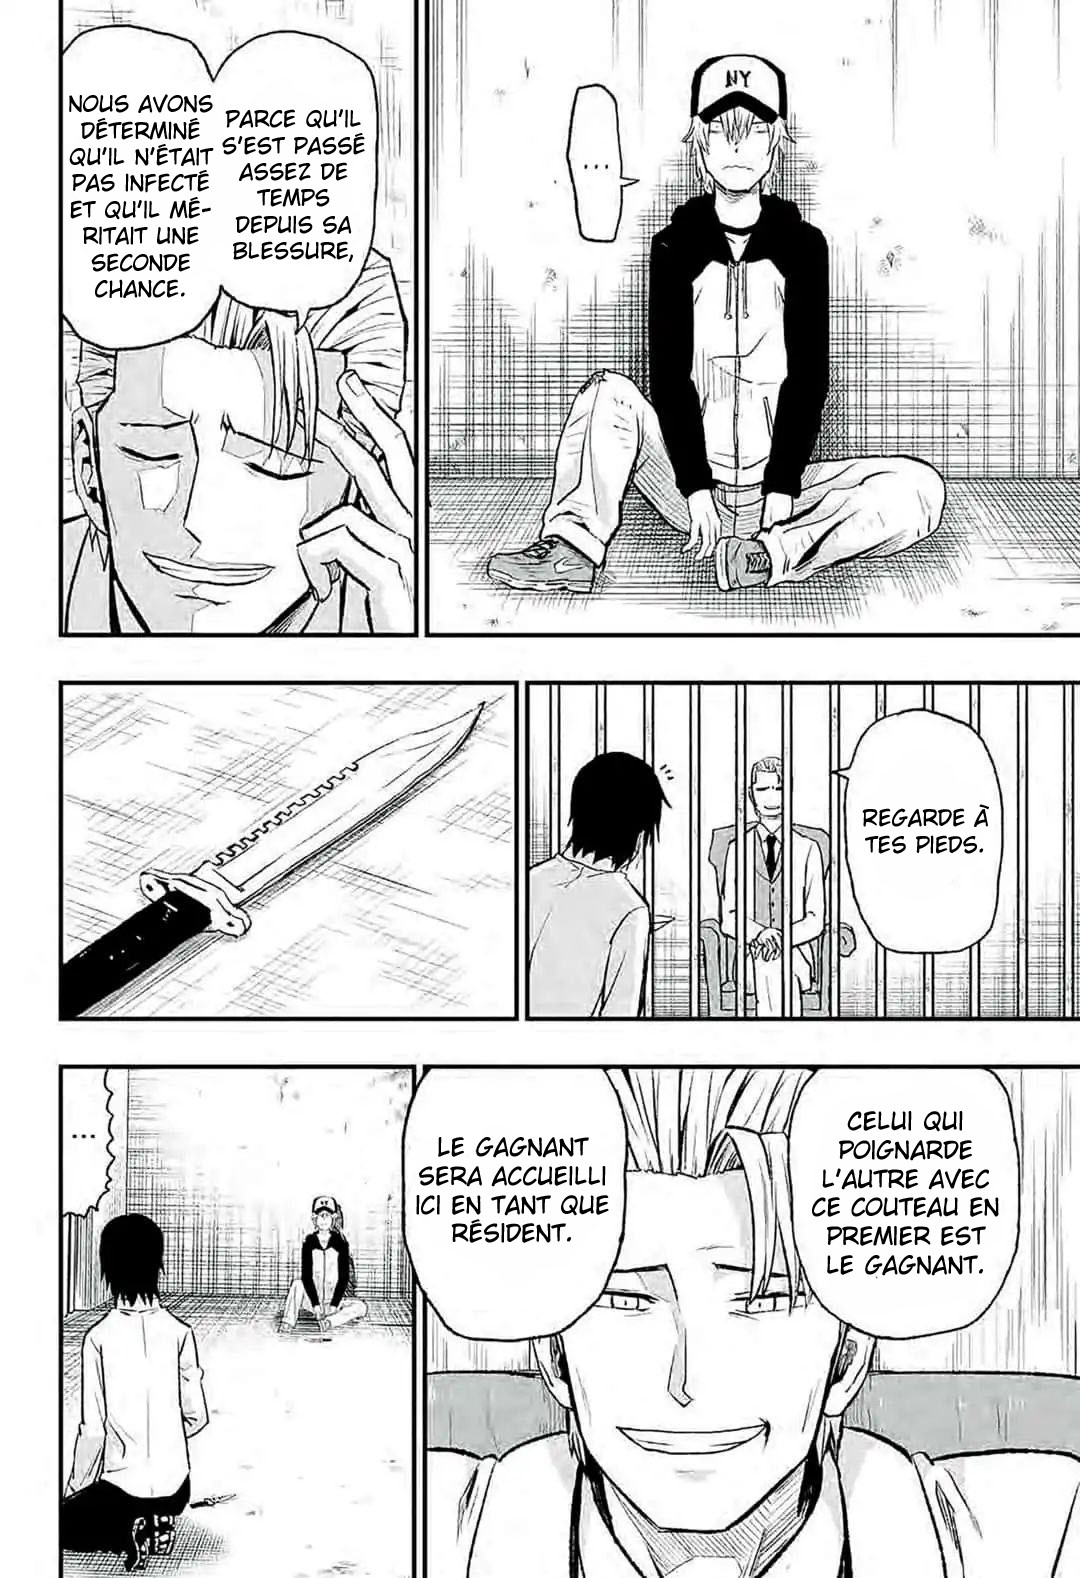 NY
...
PARCE QU'IL
S'EST PASSÉ
ASSEZ DE
TEMPS
DEPUIS SA
BLESSURE,
NOUS AVONS
DÉTERMINÉ
QU'IL N'ÉTAIT
PAS INFECTÉ
ET QU'IL MÉ-
RITAIT UNE
SECONDE
CHANCE.
REGARDE À
TES PIEDS.
CELUI QUI
POIGNARDE
L'AUTRE AVEC
CE COUTEAU EN
PREMIER EST
LE GAGNANT.
LE GAGNANT
SERA ACCUEILLI
ICI EN TANT QUE
RÉSIDENT.
...
NY